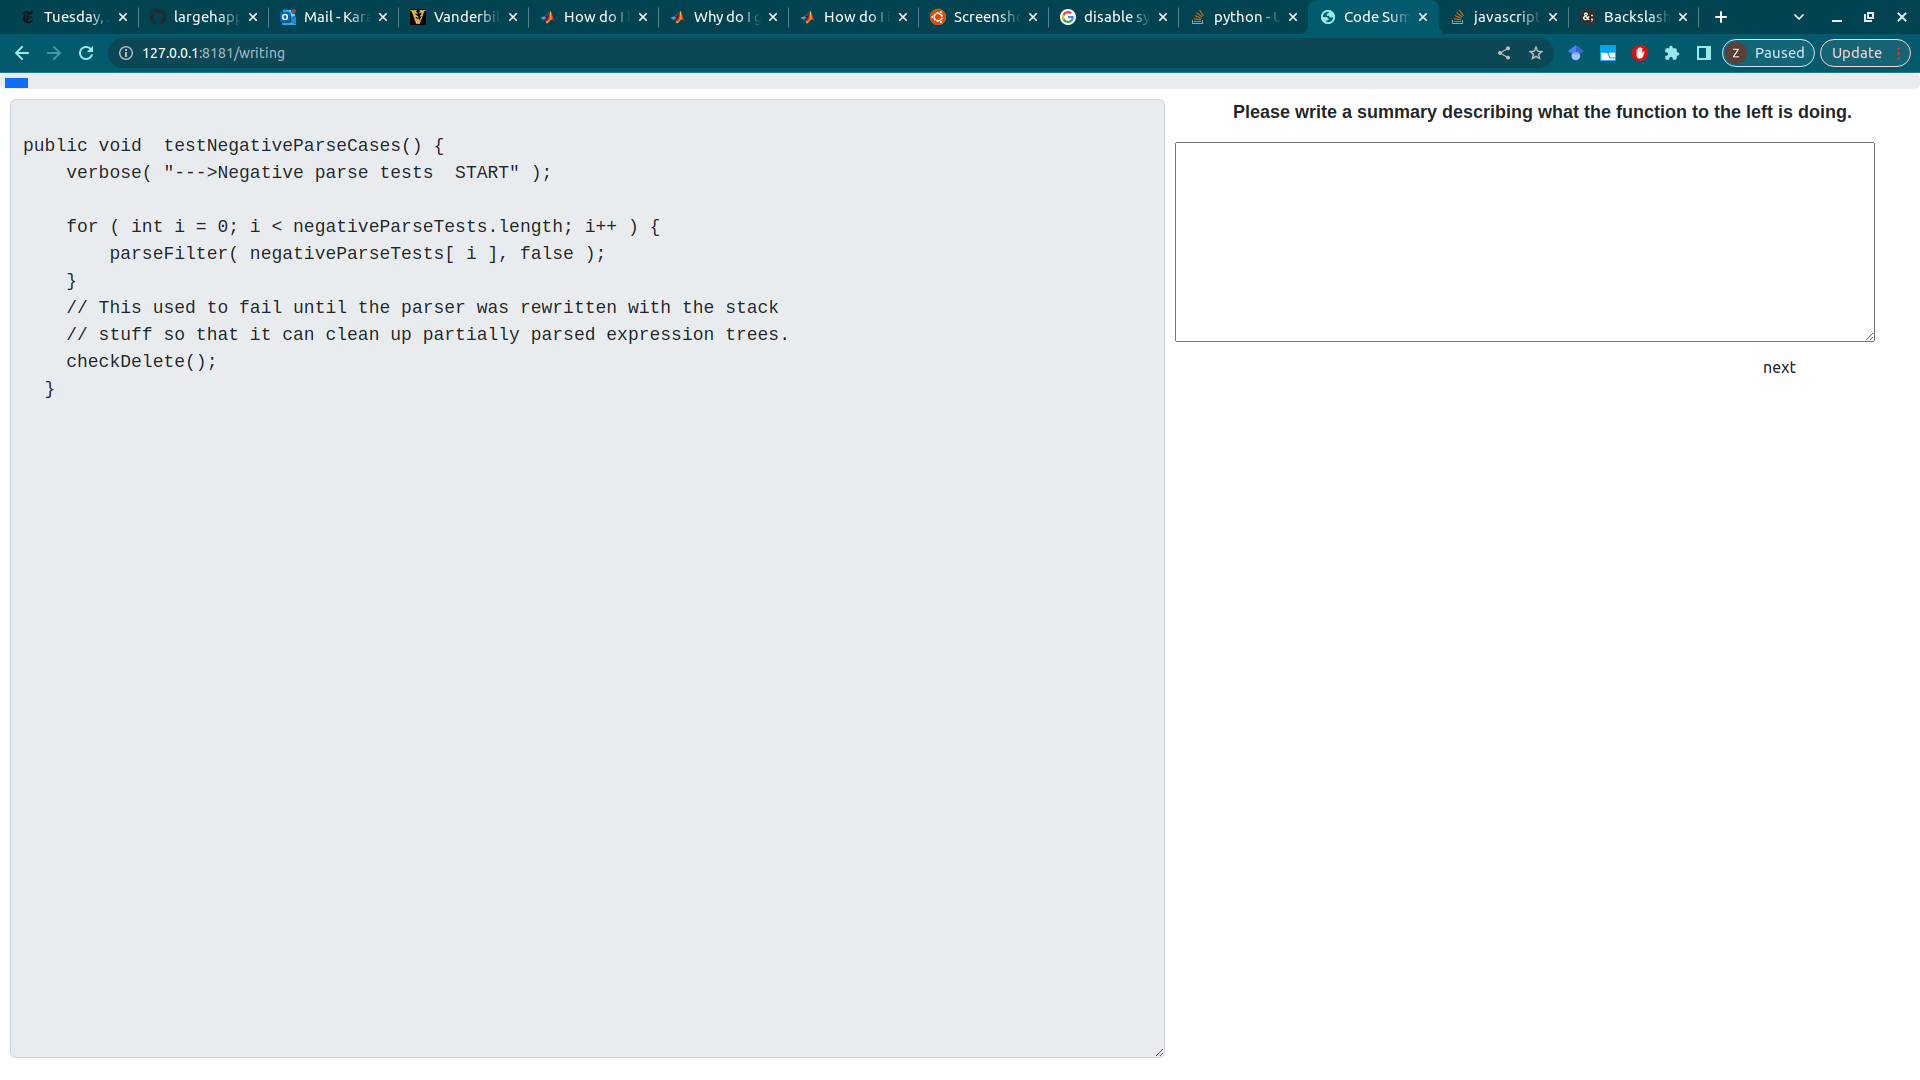 Tuesday,
largehap
Mail - Kar
Vanderbi
How do I
Why do I g
How do I i
Screensh
disable sy
python - U
Code Sum
javascrip
Backslash
127.0.0.1:8181/writing
Z Paused
Update
Please write a summary describing what the function to the left is doing.
public void  testNegativeParseCases() {
    verbose( "--->Negative parse tests  START" );
    for ( int i = 0; i < negativeParseTests.length; i++ ) {
        parseFilter( negativeParseTests[ i ], false );
    }
    // This used to fail until the parser was rewritten with the stack
    // stuff so that it can clean up partially parsed expression trees.
    checkDelete();
  }
next